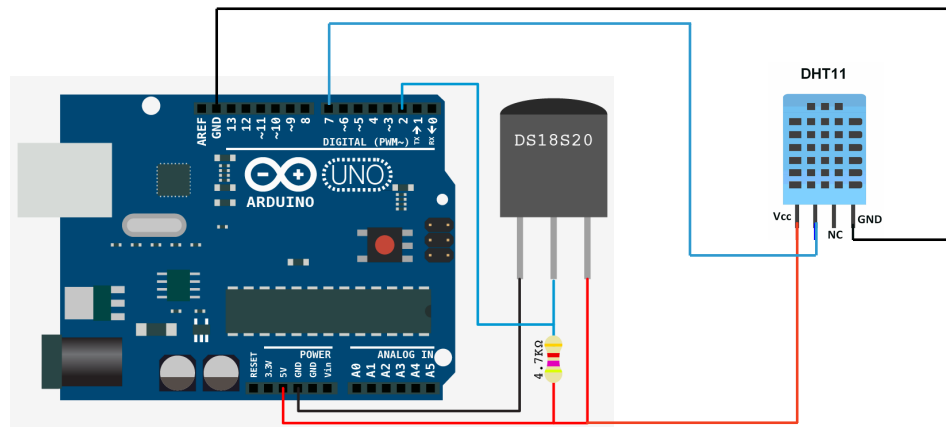 DHT11
AREF
GND
13
12
~11
~10
~9
8
7
~6
~5
4
~3
2
TX→1
RX←0
DIGITAL (PWM~)
UNO
ARDUINO
DS18S20
Vcc
GND
NC
4.7KΩ
POWER
ANALOG IN
RESET
3.3V
5V
GND
GND
Vin
A0
A1
A2
A3
A4
A5